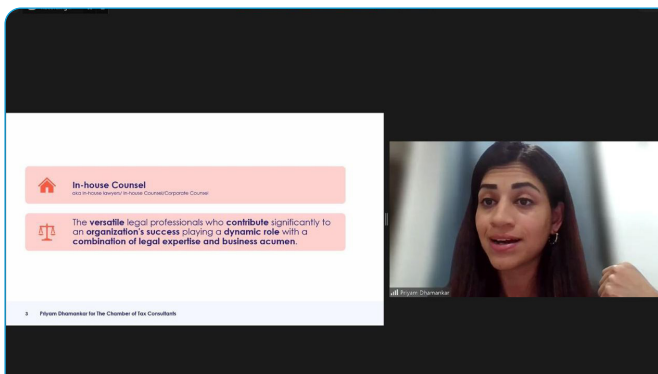 In-house Counsel
aka In-house lawyers/ In-house Counsel/Corporate Counsel
The versatile legal professionals who contribute significantly to
an organization's success playing a dynamic role with a
combination of legal expertise and business acumen.
3 Priyam Dhamankar for The Chamber of Tax Consultants
Priyam Dhamankar